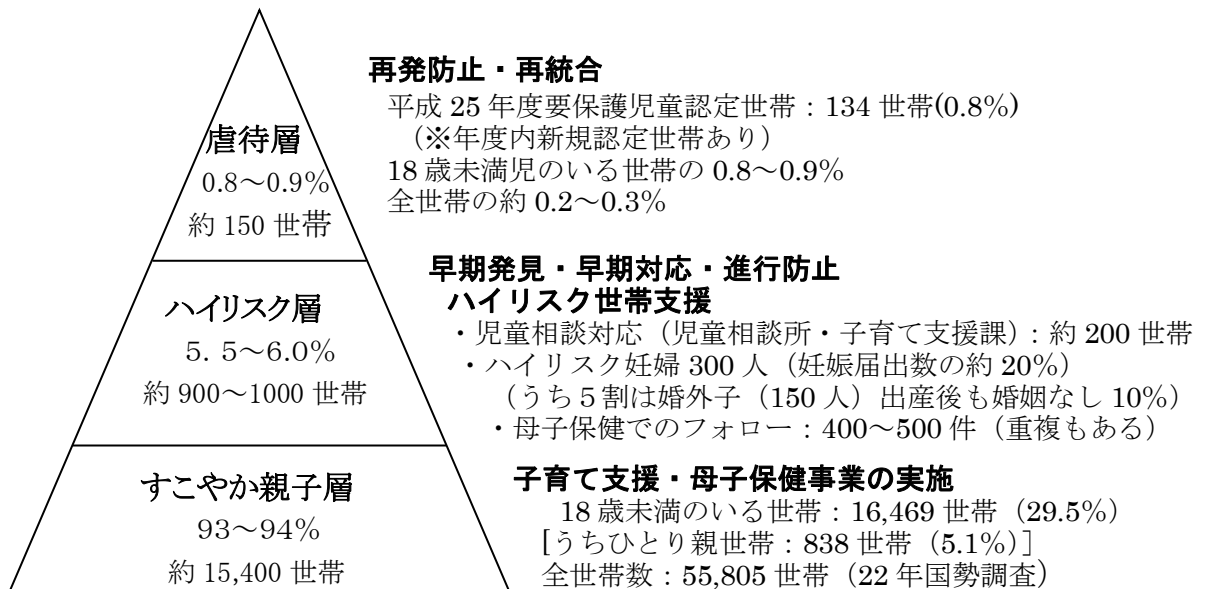 再発防止・再統合
平成 25 年度要保護児童認定世帯：134 世帯(0.8%)
（※年度内新規認定世帯あり）
18 歳未満児のいる世帯の 0.8～0.9%
全世帯の約 0.2～0.3%
虐待層
0.8～0.9%
約 150 世帯
早期発見・早期対応・進行防止
ハイリスク世帯支援
・児童相談対応（児童相談所・子育て支援課）：約 200 世帯
・ハイリスク妊婦 300 人（妊娠届出数の約 20%）
（うち５割は婚外子（150 人）出産後も婚姻なし 10%）
・母子保健でのフォロー：400～500 件（重複もある）
ハイリスク層
5．5～6.0%
約 900～1000 世帯
子育て支援・母子保健事業の実施
18 歳未満のいる世帯：16,469 世帯（29.5%）
[うちひとり親世帯：838 世帯（5.1%）]
全世帯数：55,805 世帯（22 年国勢調査）
すこやか親子層
93～94%
約 15,400 世帯